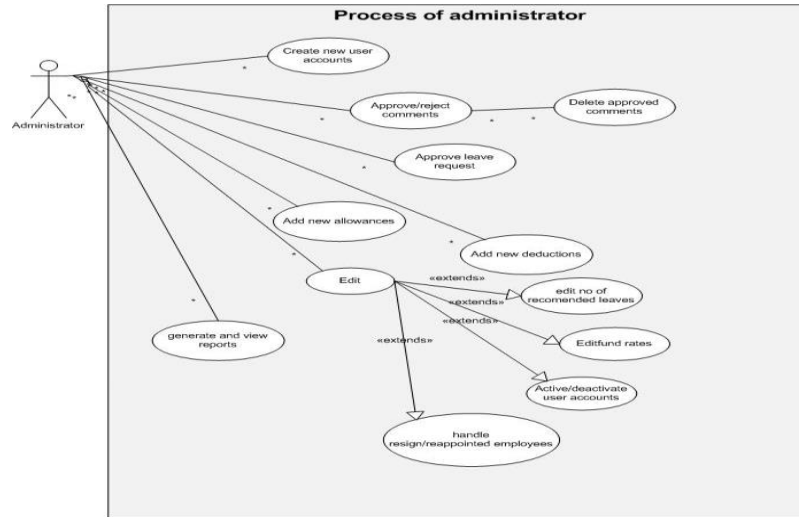 Process of administrator
Create new user
accounts
Administrator
Approve/reject
comments
Delete approved
comments
Approve leave
request
Add new allowances
Add new deductions
Edit
«extends»
edit no of
recomended leaves
«extends»
«extends»
Editfund rates
«extends»
generate and view
reports
Active/deactivate
user accounts
handle
resign/reappointed employees